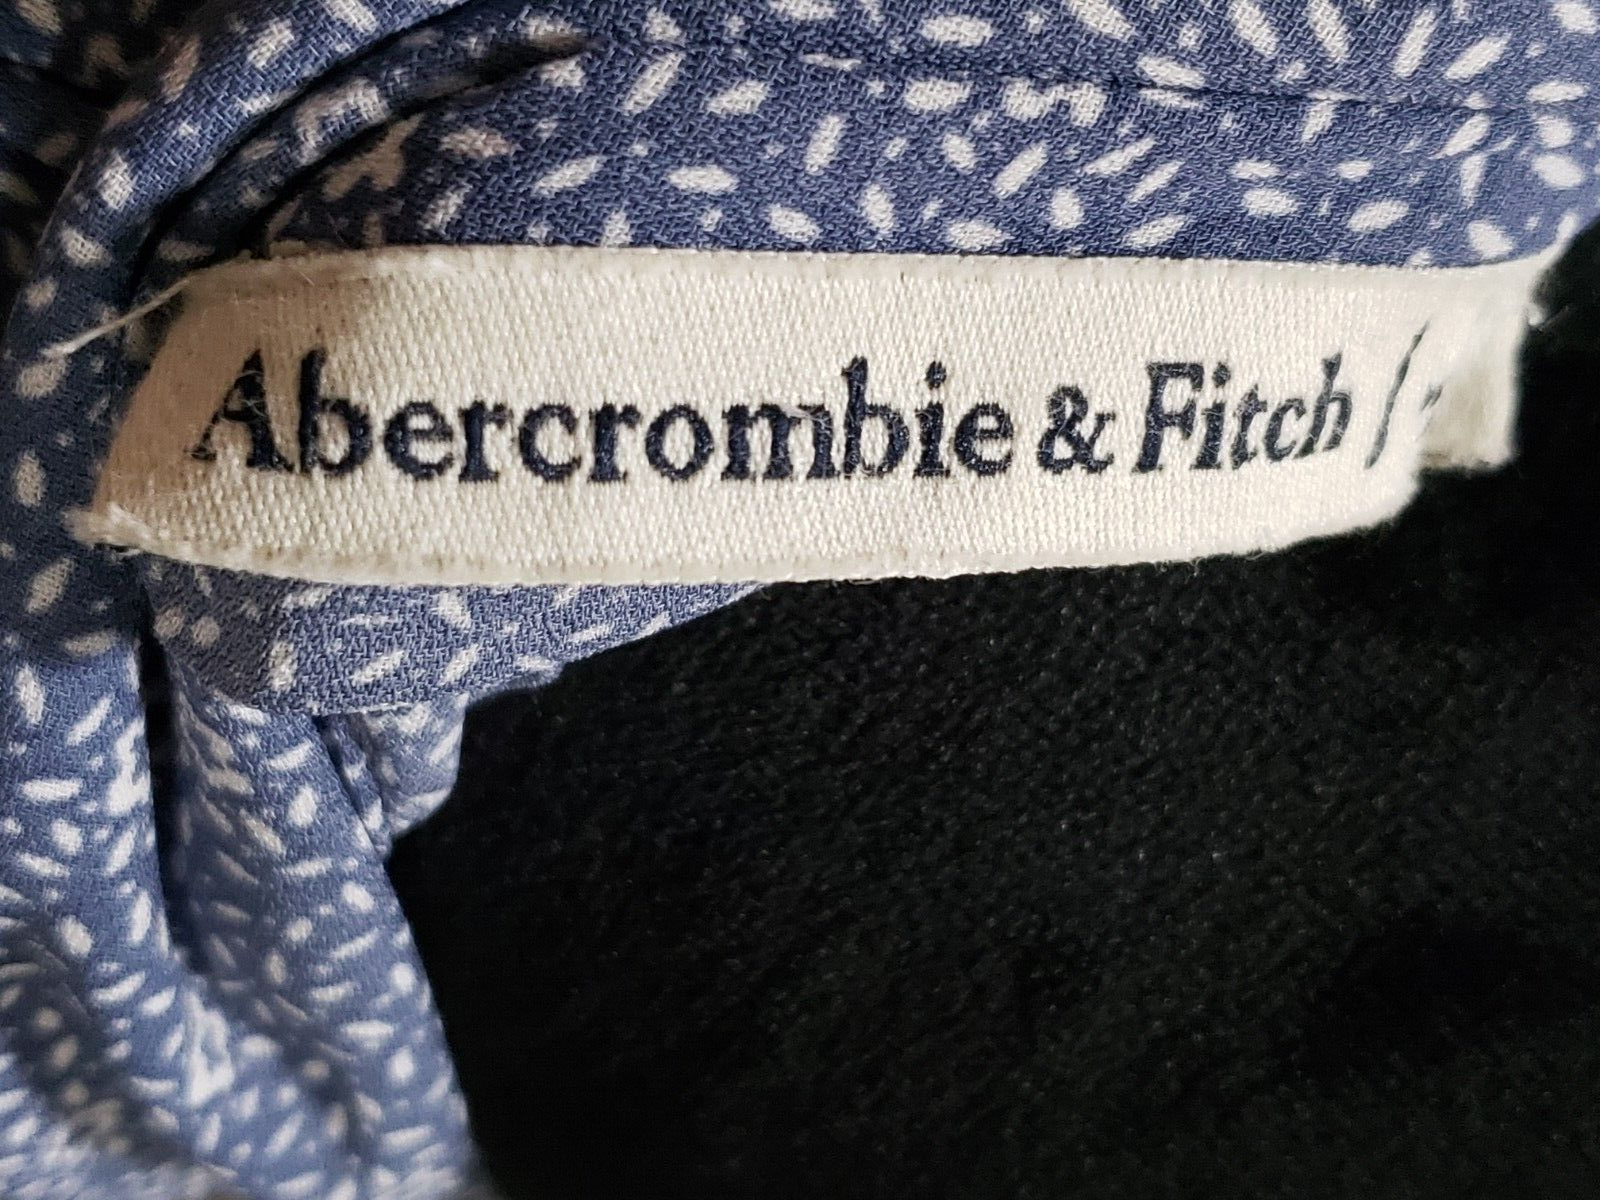 Abercrombie & Fitch /